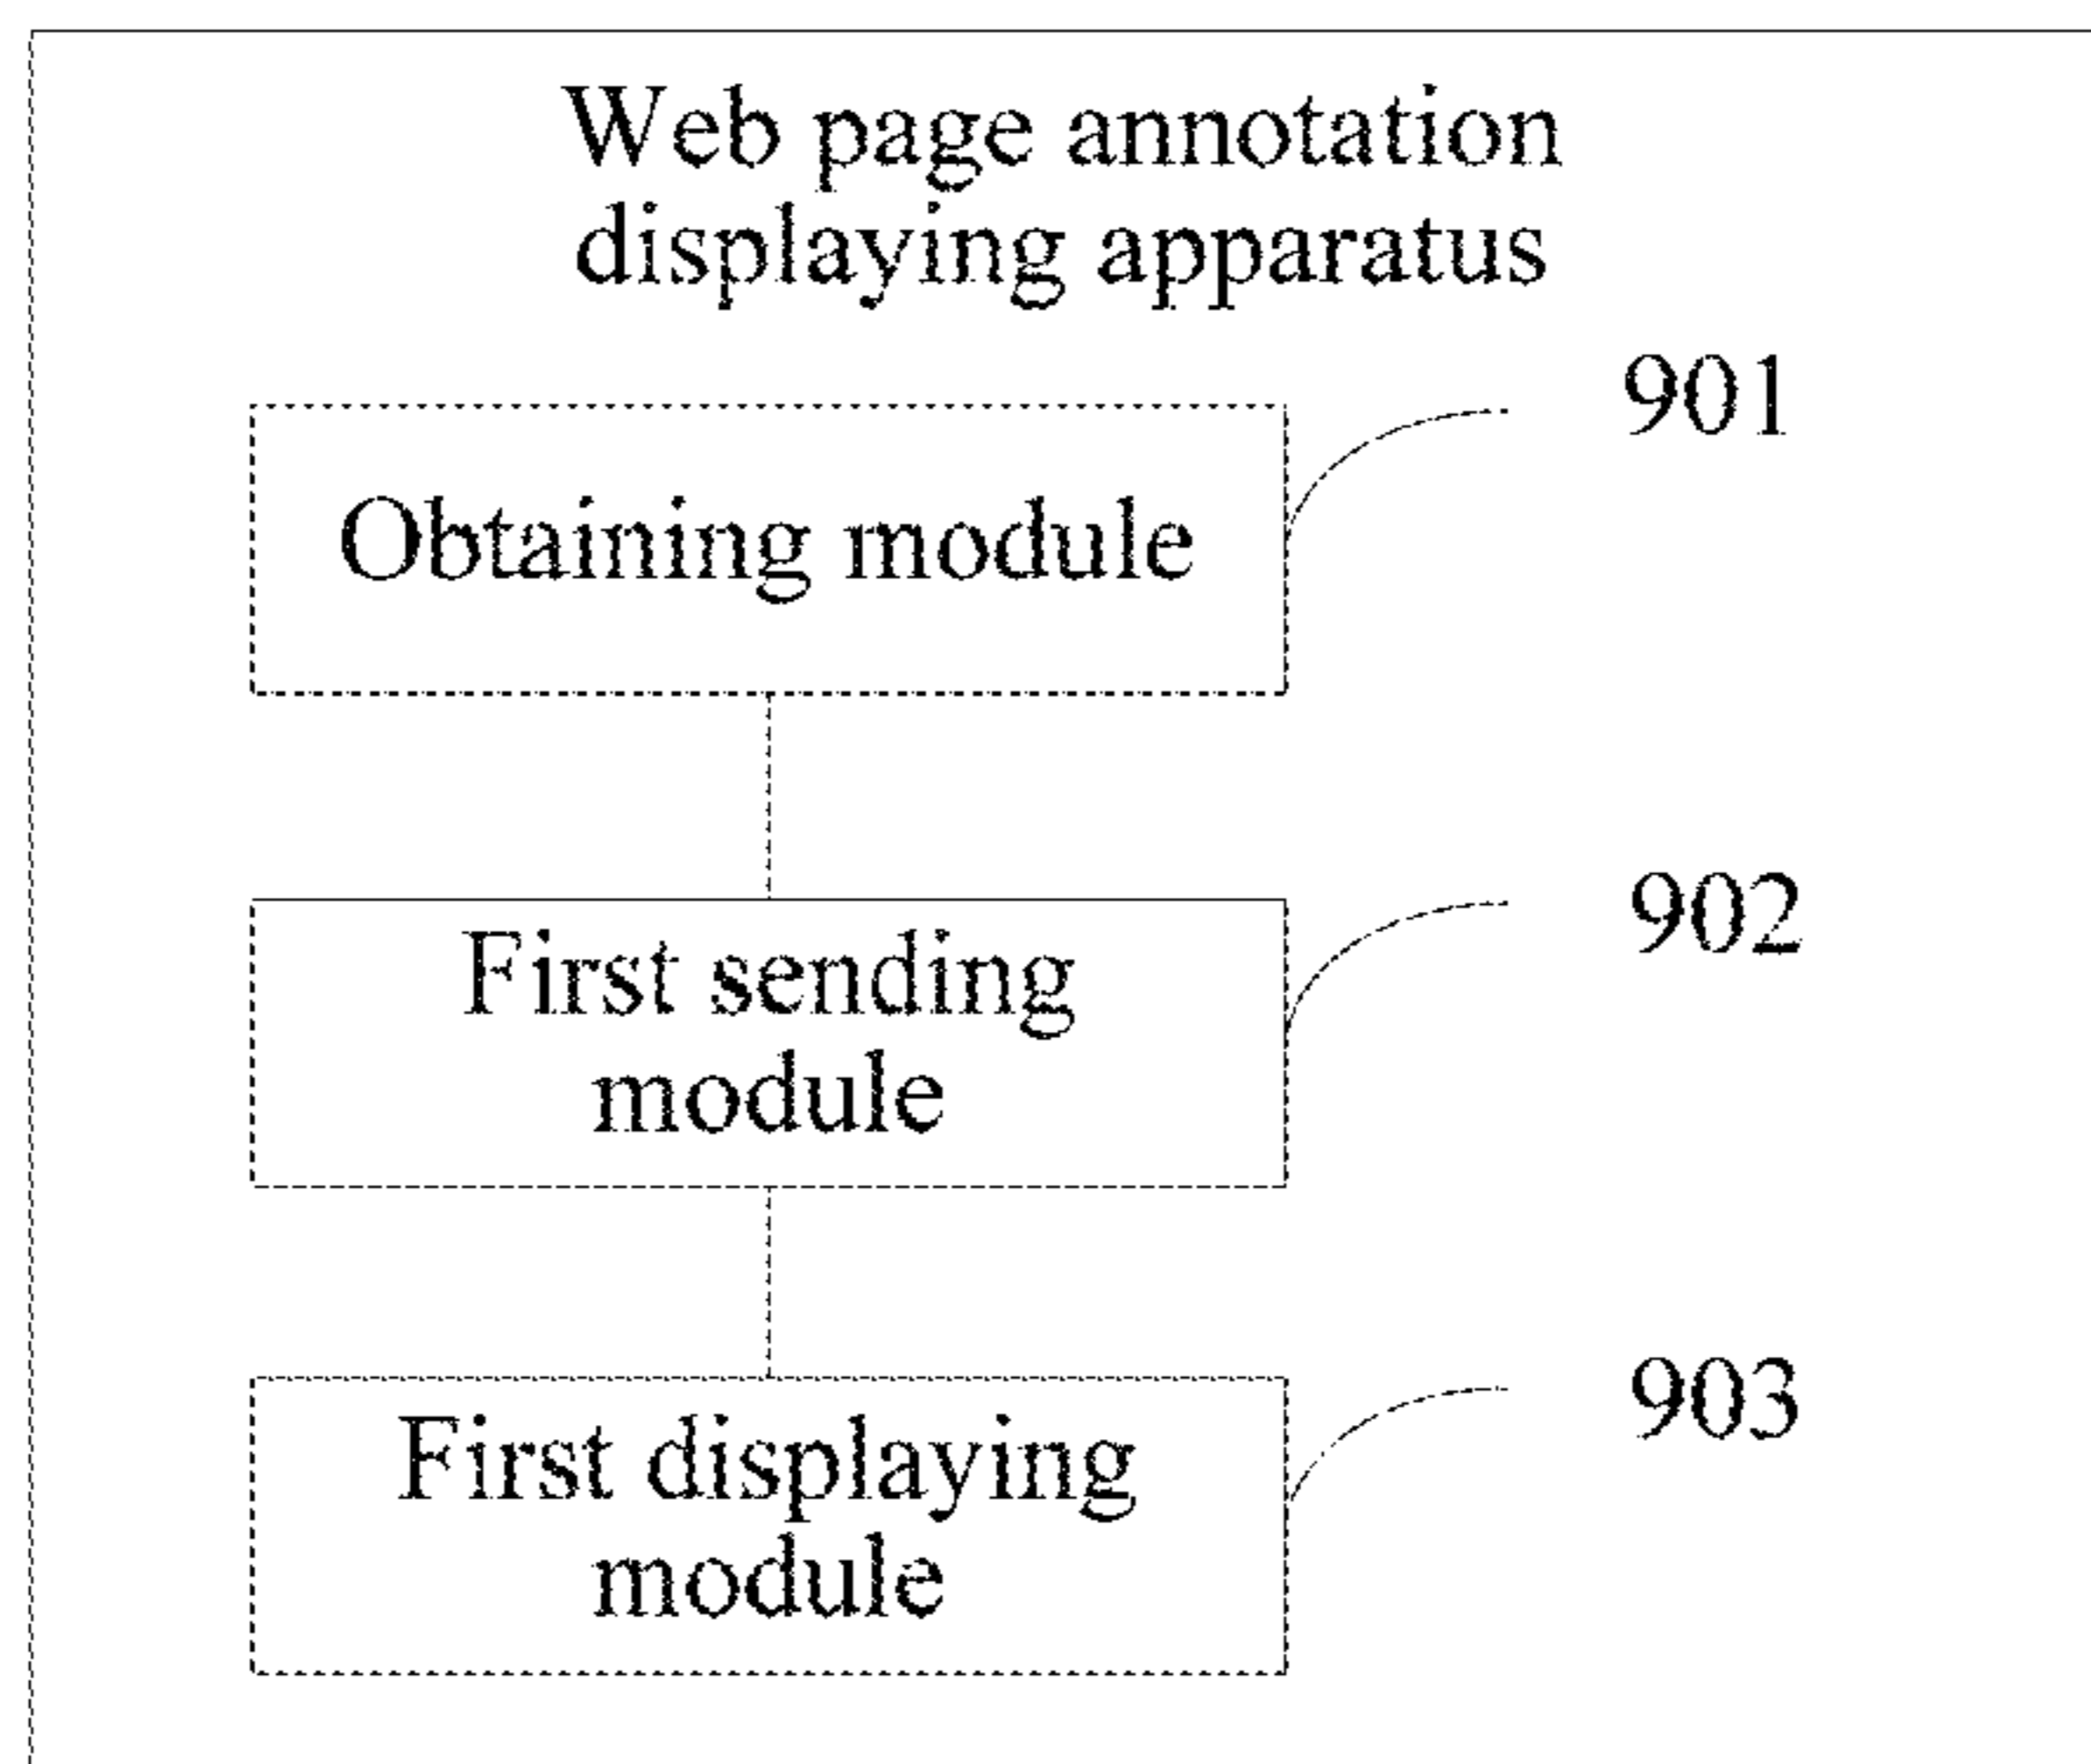 Web page annotation
displaying apparatus
901
Obtaining module
902
First sending
module
903
First displaying
module